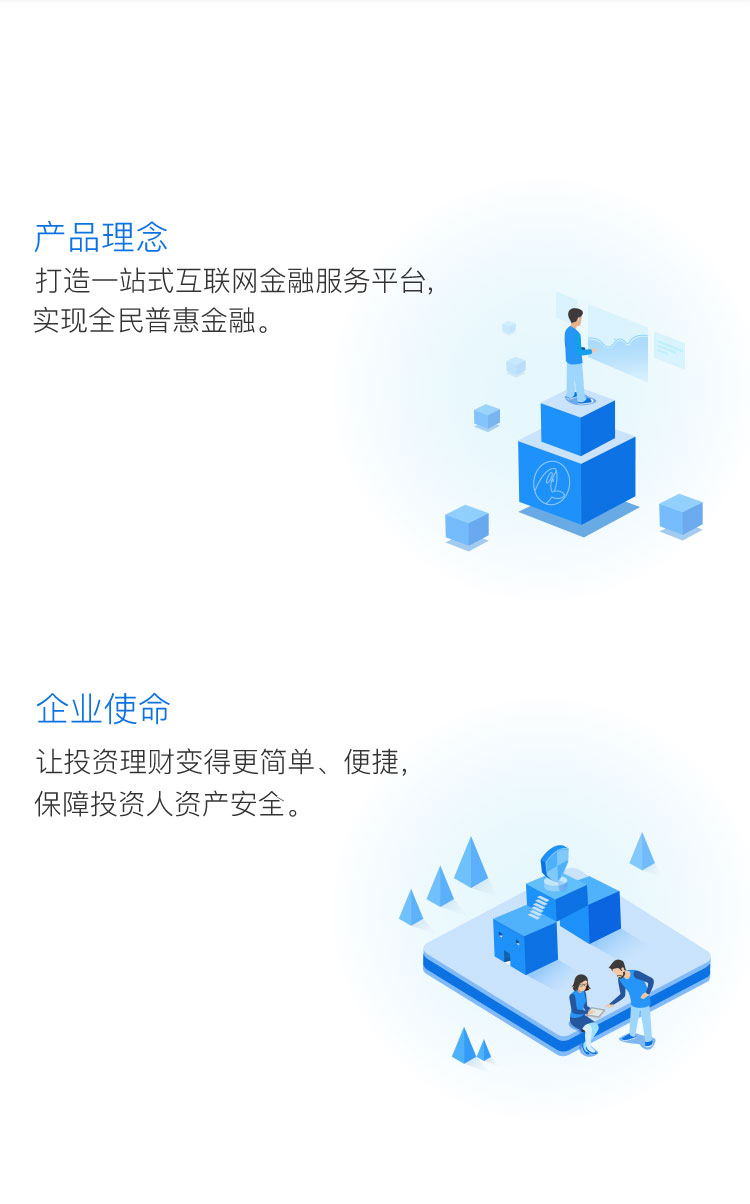 产品理念
打造一站式互联网金融服务平台,
实现全民普惠金融。
企业使命
让投资理财变得更简单、便捷,
保障投资人资产安全。